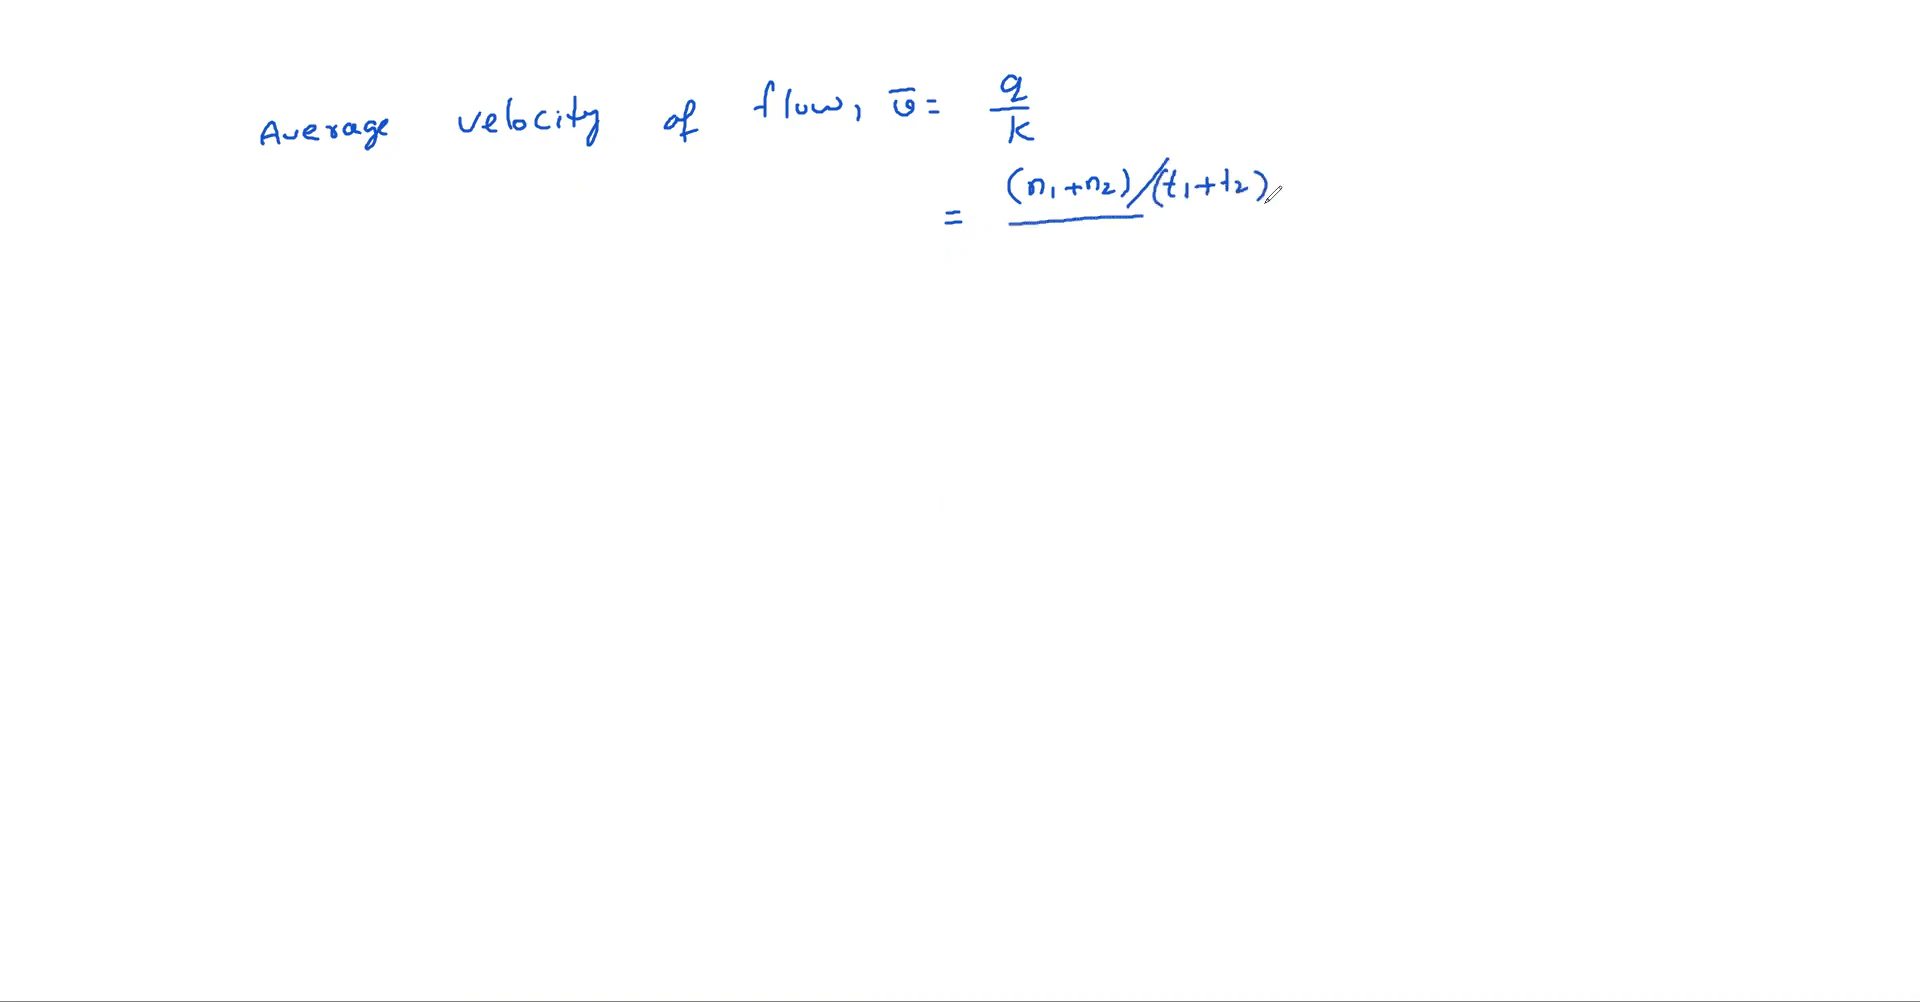 Average velocity of flow, v̄ = q/k
= (n₁+n₂)/(t₁+t₂)